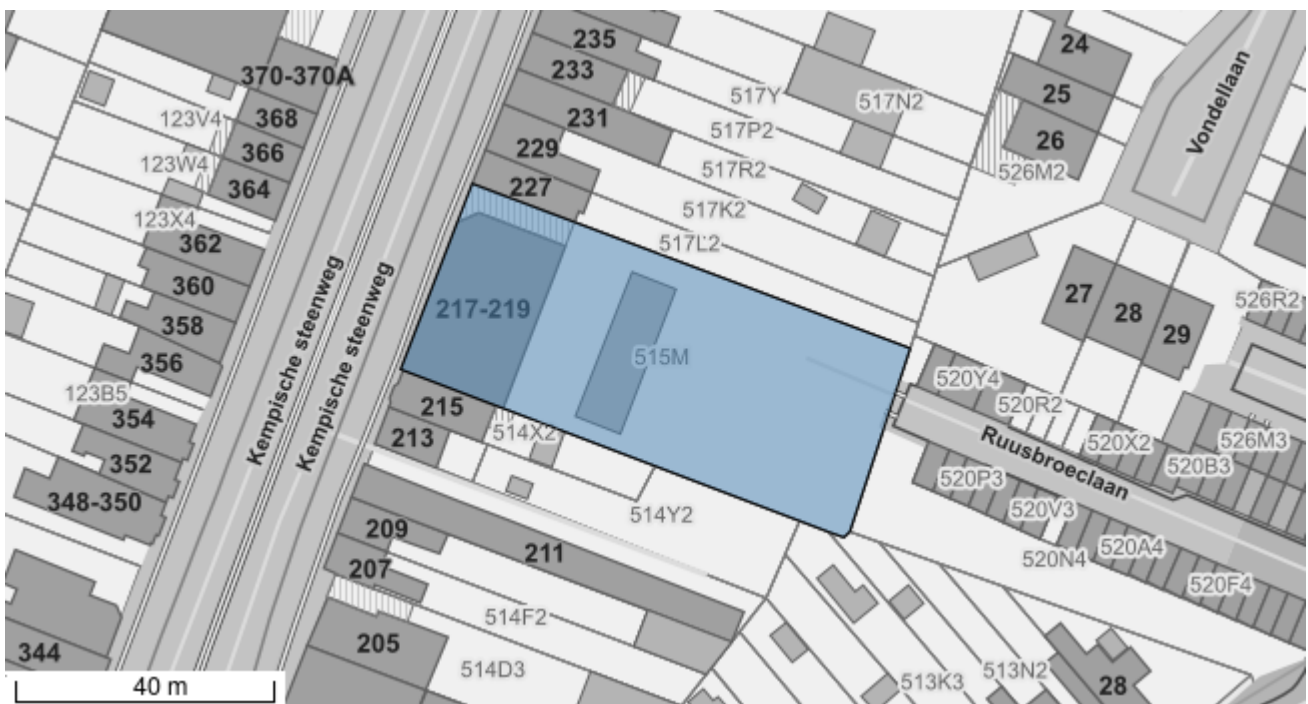 235
24
370-370A
233
25
517Y
517N2
Vondellaan
123V4
368
231
517P2
26
366
229
517R2
526M2
123W4
364
227
517K2
123X4
362
517L2
360
27
28
29
526R2
Kempische steenweg
Kempische steenweg
217-219
358
356
515M
520Y4
123B5
354
215
520R2
514X2
213
Ruusbroeclaan
520X2
526M3
352
520B3
520P3
348-350
209
514Y2
520V3
211
520A4
520N4
207
520F4
514F2
205
344
514D3
513K3
513N2
28
40 m